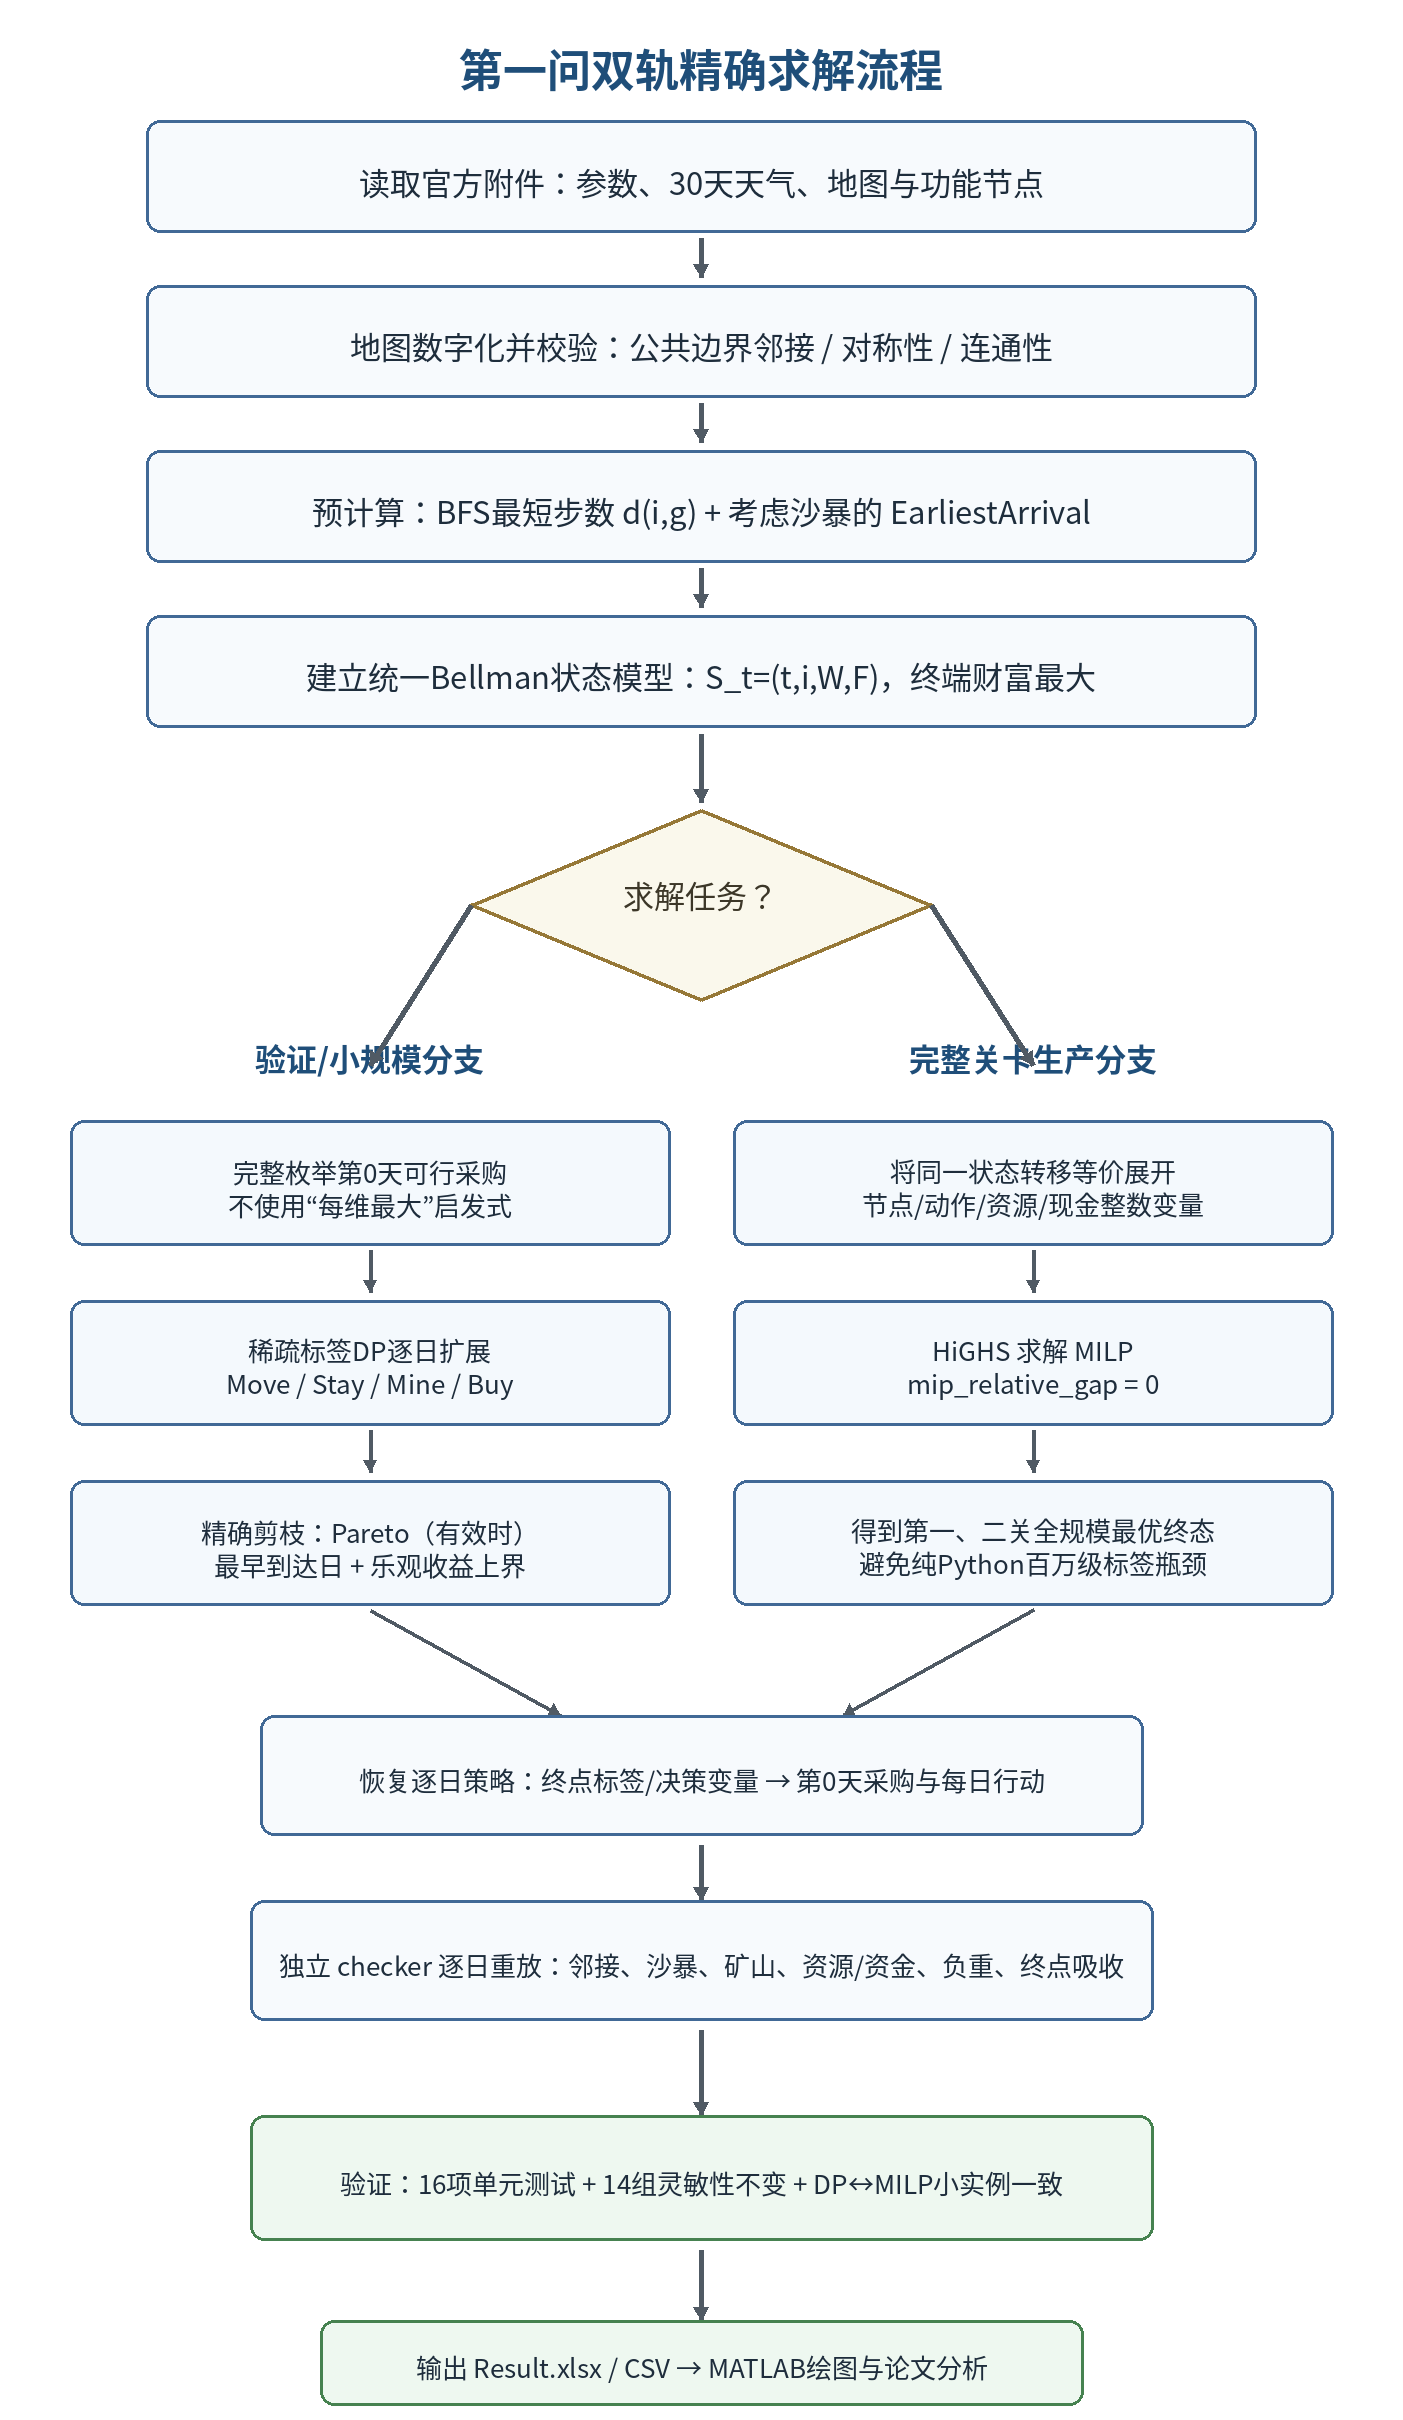 第一问双轨精确求解流程
读取官方附件：参数、30天天气、地图与功能节点
地图数字化并校验：公共边界邻接 / 对称性 / 连通性
预计算：BFS最短步数 d(i,g) + 考虑沙暴的 EarliestArrival
建立统一Bellman状态模型：S_t=(t,i,W,F)，终端财富最大
求解任务？
验证/小规模分支
完整枚举第0天可行采购
不使用“每维最大”启发式
稀疏标签DP逐日扩展
Move / Stay / Mine / Buy
精确剪枝：Pareto（有效时）
最早到达日 + 乐观收益上界
完整关卡生产分支
将同一状态转移等价展开
节点/动作/资源/现金整数变量
HiGHS 求解 MILP
mip_relative_gap = 0
得到第一、二关全规模最优终态
避免纯Python百万级标签瓶颈
恢复逐日策略：终点标签/决策变量 → 第0天采购与每日行动
独立 checker 逐日重放：邻接、沙暴、矿山、资源/资金、负重、终点吸收
验证：16项单元测试 + 14组灵敏性不变 + DP↔MILP小实例一致
输出 Result.xlsx / CSV → MATLAB绘图与论文分析